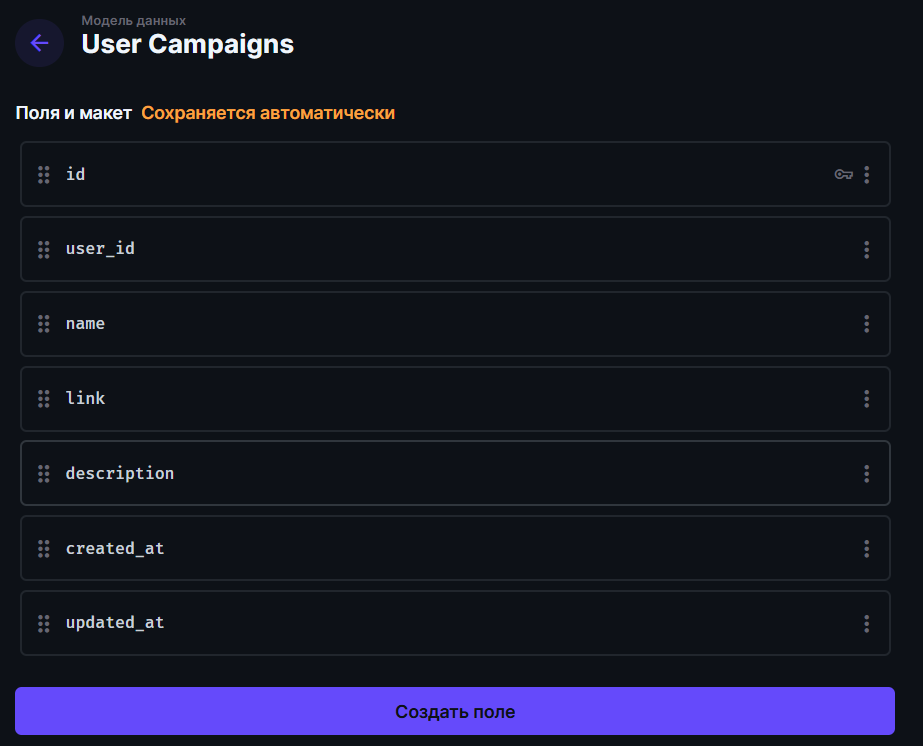 Модель данных
User Campaigns
Поля и макет Сохраняется автоматически
id
user_id
name
link
description
created_at
updated_at
Создать поле